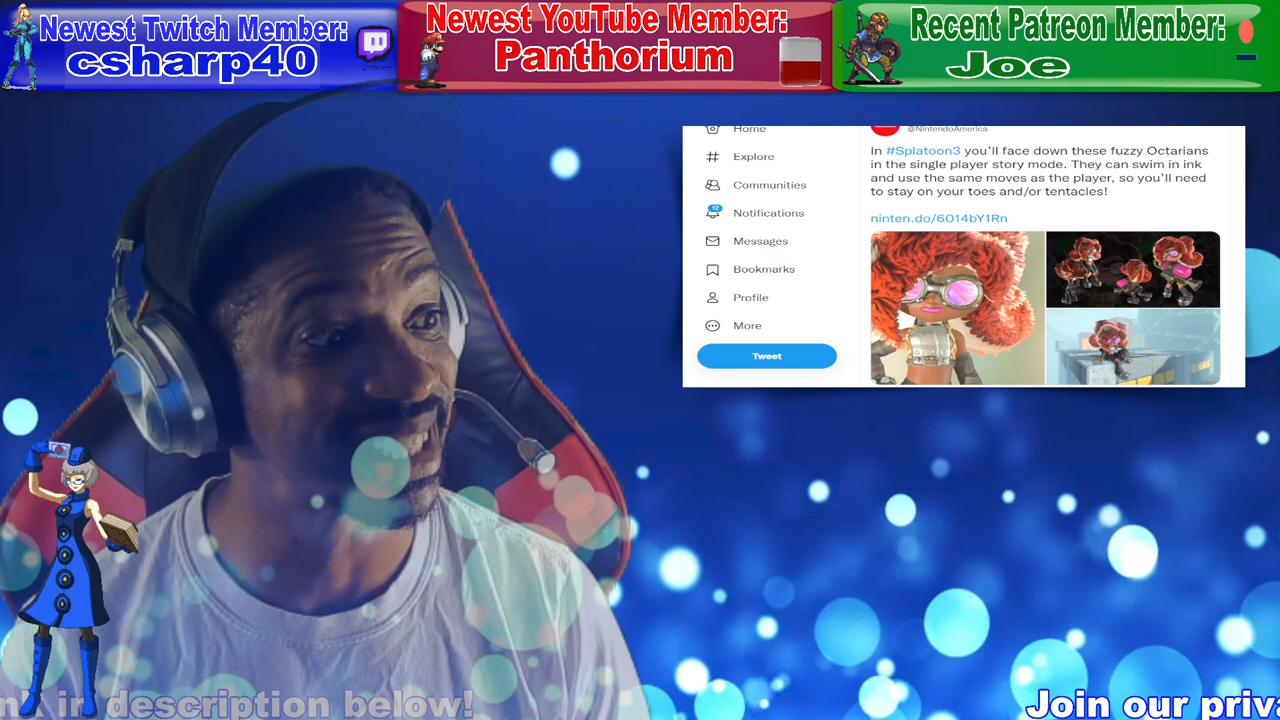 Newest Twitch Member:
csharp40
Newest YouTube Member:
Panthorium
Recent Patreon Member:
Joe
Home
Explore
Communities
12
Notifications
Messages
Bookmarks
Profile
More
Tweet
@NintendoAmerica
In #Splatoon3 you'll face down these fuzzy Octarians
in the single player story mode. They can swim in ink
and use the same moves as the player, so you'll need
to stay on your toes and/or tentacles!
ninten.do/6014bY1Rn
nk in description below!
Join our priv